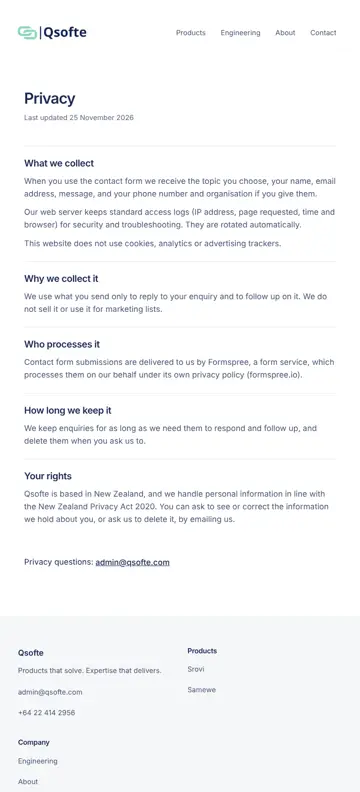 Qsofte
Products Engineering About Contact
Privacy
Last updated 25 November 2026
What we collect
When you use the contact form we receive the topic you choose, your name, email
address, message, and your phone number and organisation if you give them.
Our web server keeps standard access logs (IP address, page requested, time and
browser) for security and troubleshooting. They are rotated automatically.
This website does not use cookies, analytics or advertising trackers.
Why we collect it
We use what you send only to reply to your enquiry and to follow up on it. We do
not sell it or use it for marketing lists.
Who processes it
Contact form submissions are delivered to us by Formspree, a form service, which
processes them on our behalf under its own privacy policy (formspree.io).
How long we keep it
We keep enquiries for as long as we need them to respond and follow up, and
delete them when you ask us to.
Your rights
Qsofte is based in New Zealand, and we handle personal information in line with
the New Zealand Privacy Act 2020. You can ask to see or correct the information
we hold about you, or ask us to delete it, by emailing us.
Privacy questions: admin@qsofte.com
Qsofte
Products that solve. Expertise that delivers.
admin@qsofte.com
+64 22 414 2956
Products
Srovi
Samewe
Company
Engineering
About